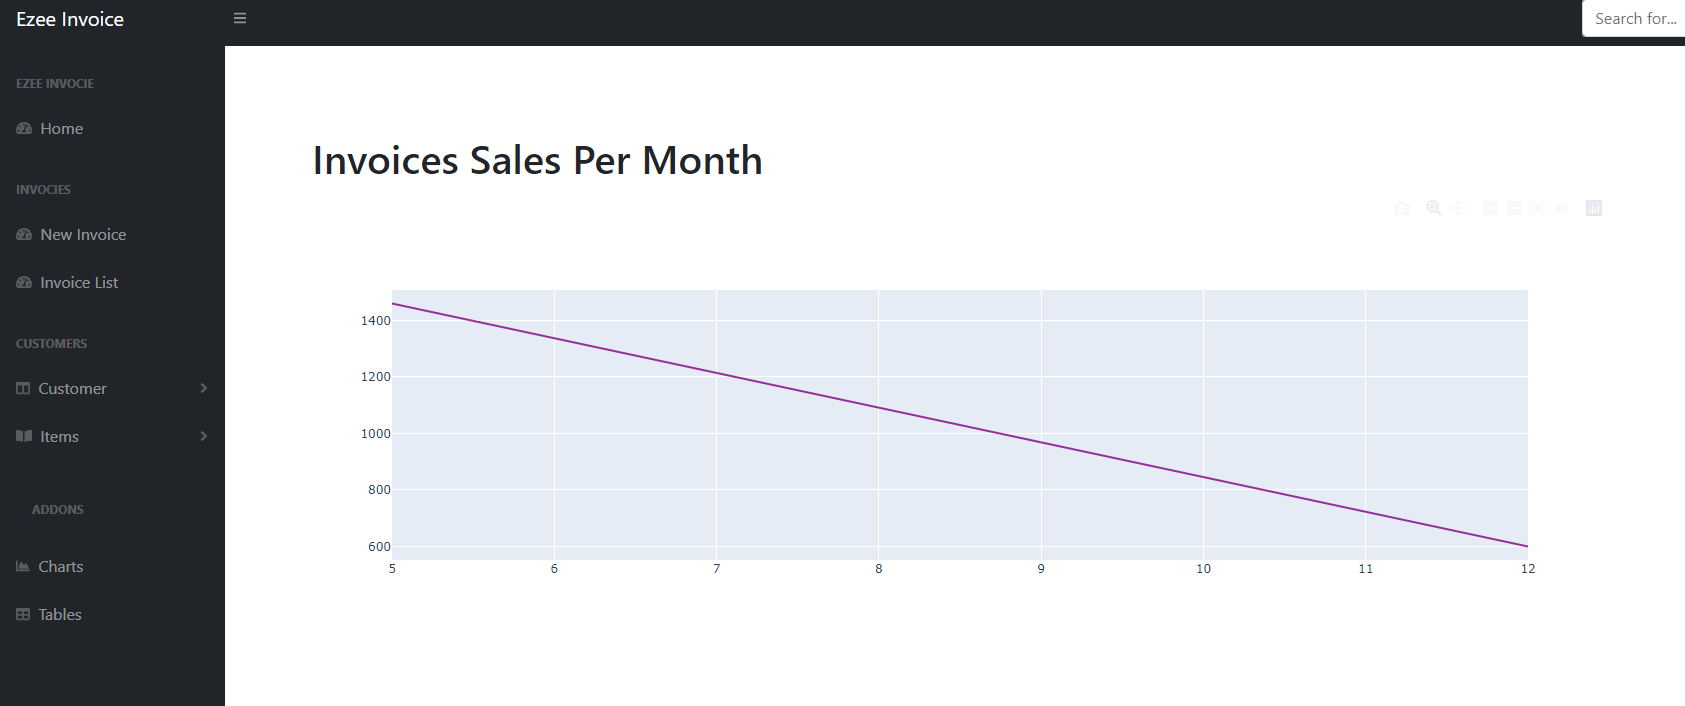 Ezee Invoice
Search for...
EZEE INVOCIE
Home
INVOCIES
New Invoice
Invoice List
CUSTOMERS
Customer
Items
ADDONS
Charts
Tables
Invoices Sales Per Month
1400
1200
1000
800
600
5 6 7 8 9 10 11 12